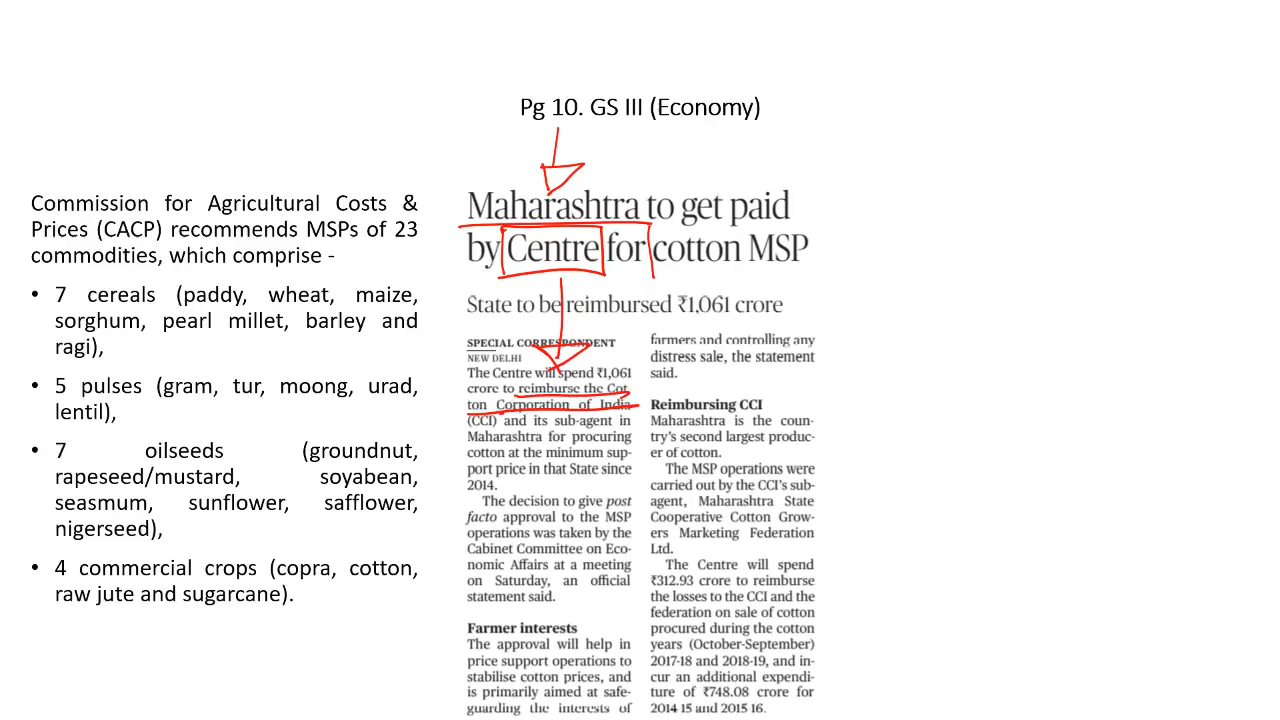 Pg 10. GS III (Economy)
Commission for Agricultural Costs &
Prices (CACP) recommends MSPs of 23
commodities, which comprise -
• 7 cereals (paddy, wheat, maize,
sorghum, pearl millet, barley and
ragi),
• 5 pulses (gram, tur, moong, urad,
lentil),
• 7 oilseeds (groundnut,
rapeseed/mustard, soyabean,
seasmum, sunflower, safflower,
nigerseed),
• 4 commercial crops (copra, cotton,
raw jute and sugarcane).
Maharashtra to get paid
by Centre for cotton MSP
State to be reimbursed ₹1,061 crore
SPECIAL CORRESPONDENT
NEW DELHI
The Centre will spend ₹1,061
crore to reimburse the Cot
ton Corporation of India
(CCI) and its sub-agent in
Maharashtra for procuring
cotton at the minimum sup-
port price in that State since
2014.
The decision to give post
facto approval to the MSP
operations was taken by the
Cabinet Committee on Eco-
nomic Affairs at a meeting
on Saturday, an official
statement said.
Farmer interests
The approval will help in
price support operations to
stabilise cotton prices, and
is primarily aimed at safe-
guarding the interests of
farmers and controlling any
distress sale, the statement
said.
Reimbursing CCI
Maharashtra is the coun-
try's second largest produc-
er of cotton.
The MSP operations were
carried out by the CCI's sub-
agent, Maharashtra State
Cooperative Cotton Grow-
ers Marketing Federation
Ltd.
The Centre will spend
₹312.93 crore to reimburse
the losses to the CCI and the
federation on sale of cotton
procured during the cotton
years (October-September)
2017-18 and 2018-19, and in-
cur an additional expendi-
ture of ₹748.08 crore for
2014 15 and 2015 16.